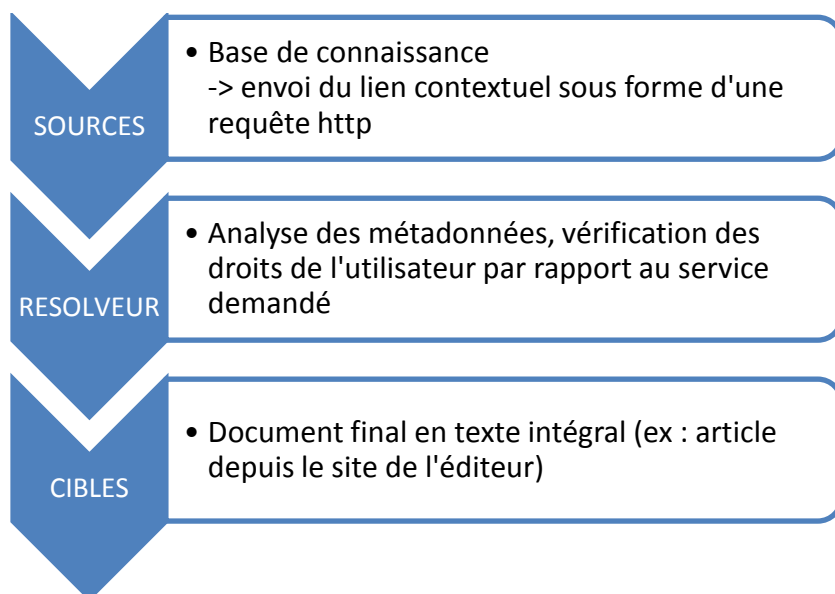 SOURCES
• Base de connaissance
-> envoi du lien contextuel sous forme d'une
requête http
RESOLVEUR
• Analyse des métadonnées, vérification des
droits de l'utilisateur par rapport au service
demandé
CIBLES
• Document final en texte intégral (ex : article
depuis le site de l'éditeur)